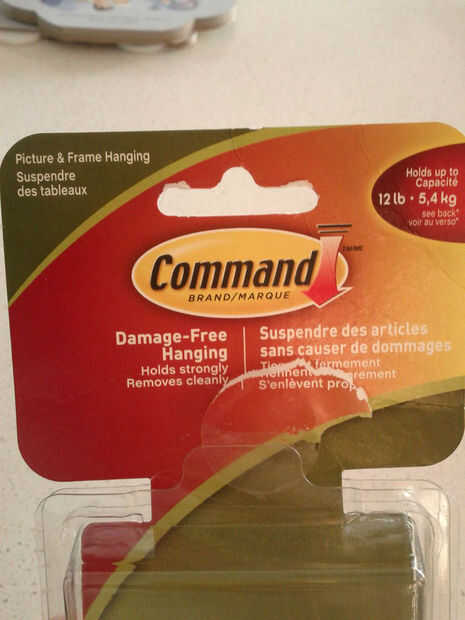 Picture & Frame Hanging
Suspendre
des tableaux
Holds up to
Capacité
12 lb • 5,4 kg
see back*
voir au verso*
Command
BRAND/MARQUE
Damage-Free
Hanging
Holds strongly
Removes cleanly
Suspendre des articles
sans causer de dommages
fermement
S'enlèvent